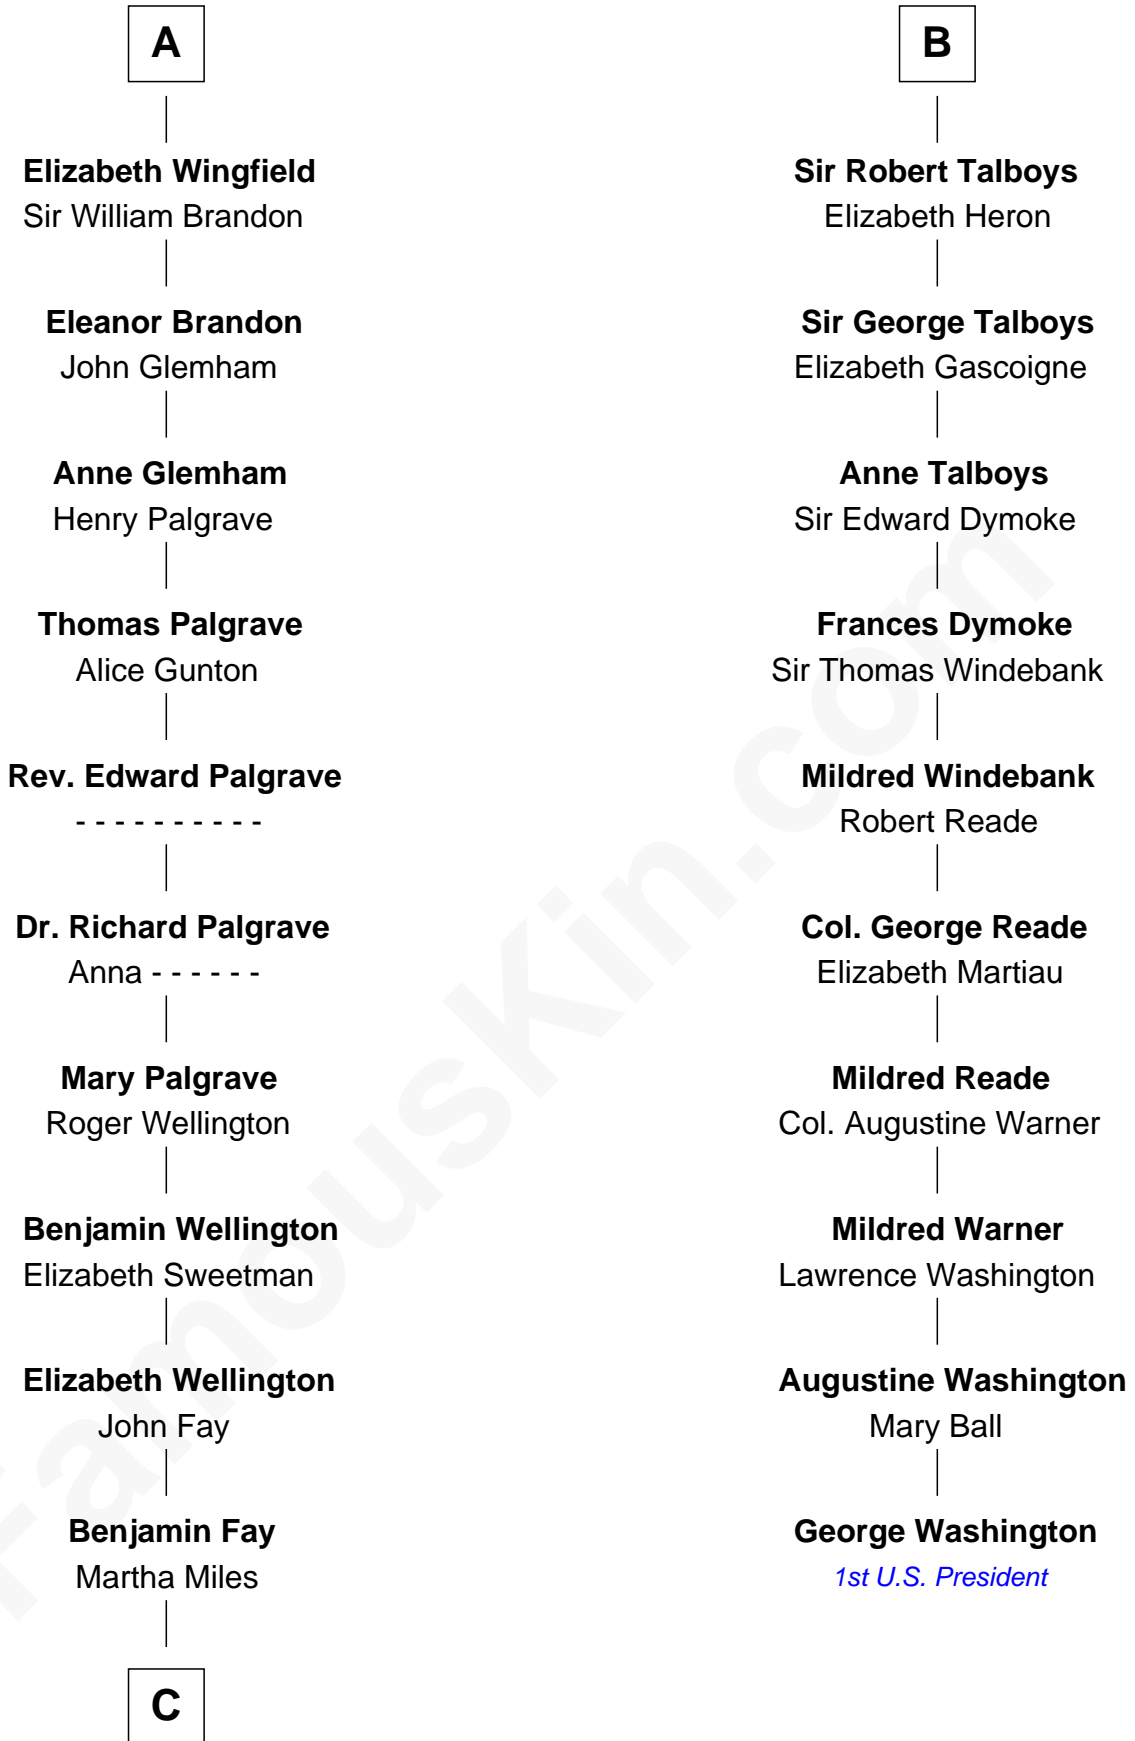 A
Elizabeth Wingfield
Sir William Brandon
Eleanor Brandon
John Glemham
Anne Glemham
Henry Palgrave
Thomas Palgrave
Alice Gunton
Rev. Edward Palgrave
- - - - - - - - - -
Dr. Richard Palgrave
Anna - - - - - -
Mary Palgrave
Roger Wellington
Benjamin Wellington
Elizabeth Sweetman
Elizabeth Wellington
John Fay
Benjamin Fay
Martha Miles
C
B
Sir Robert Talboys
Elizabeth Heron
Sir George Talboys
Elizabeth Gascoigne
Anne Talboys
Sir Edward Dymoke
Frances Dymoke
Sir Thomas Windebank
Mildred Windebank
Robert Reade
Col. George Reade
Elizabeth Martiau
Mildred Reade
Col. Augustine Warner
Mildred Warner
Lawrence Washington
Augustine Washington
Mary Ball
George Washington
1st U.S. President
FamousKin.com